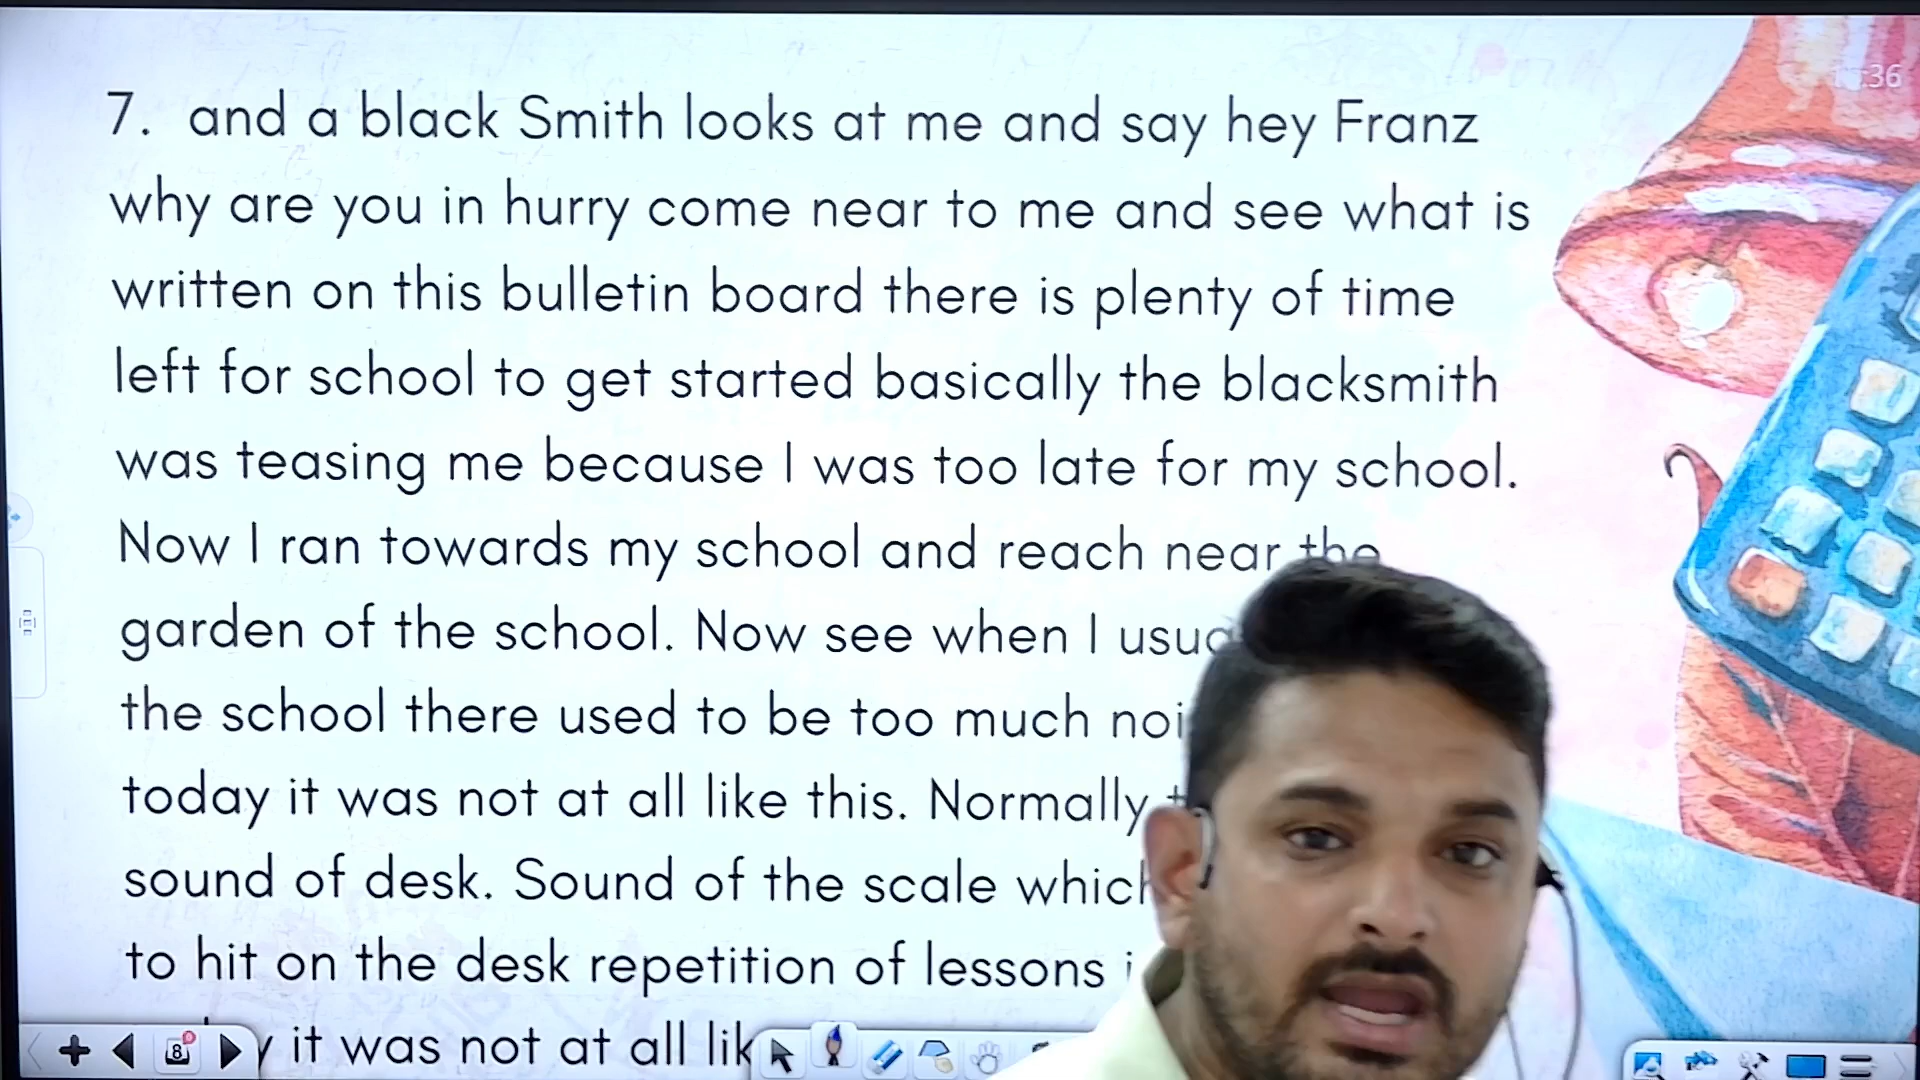 :36
7. and a black Smith looks at me and say hey Franz
why are you in hurry come near to me and see what is
written on this bulletin board there is plenty of time
left for school to get started basically the blacksmith
was teasing me because I was too late for my school.
Now I ran towards my school and reach near the
garden of the school. Now see when I
the school there used to be too much
today it was not at all like this. Normally
sound of desk. Sound of the scale which
to hit on the desk repetition of lessons
it was not at all
8